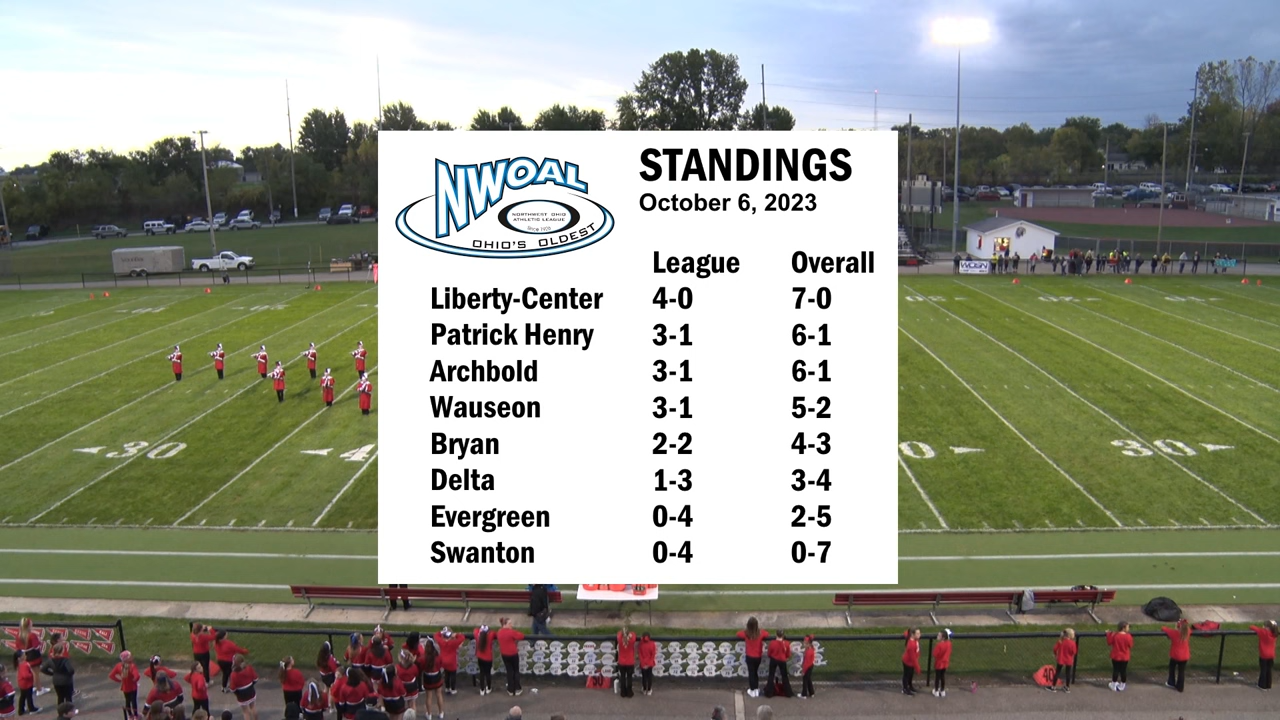 NWOAL
NORTHWEST OHIO
ATHLETIC LEAGUE
Since 1926
OHIO'S OLDEST
STANDINGS
October 6, 2023
League Overall
Liberty-Center 4-0 7-0
Patrick Henry 3-1 6-1
Archbold 3-1 6-1
Wauseon 3-1 5-2
Bryan 2-2 4-3
Delta 1-3 3-4
Evergreen 0-4 2-5
Swanton 0-4 0-7
30
4
0
30